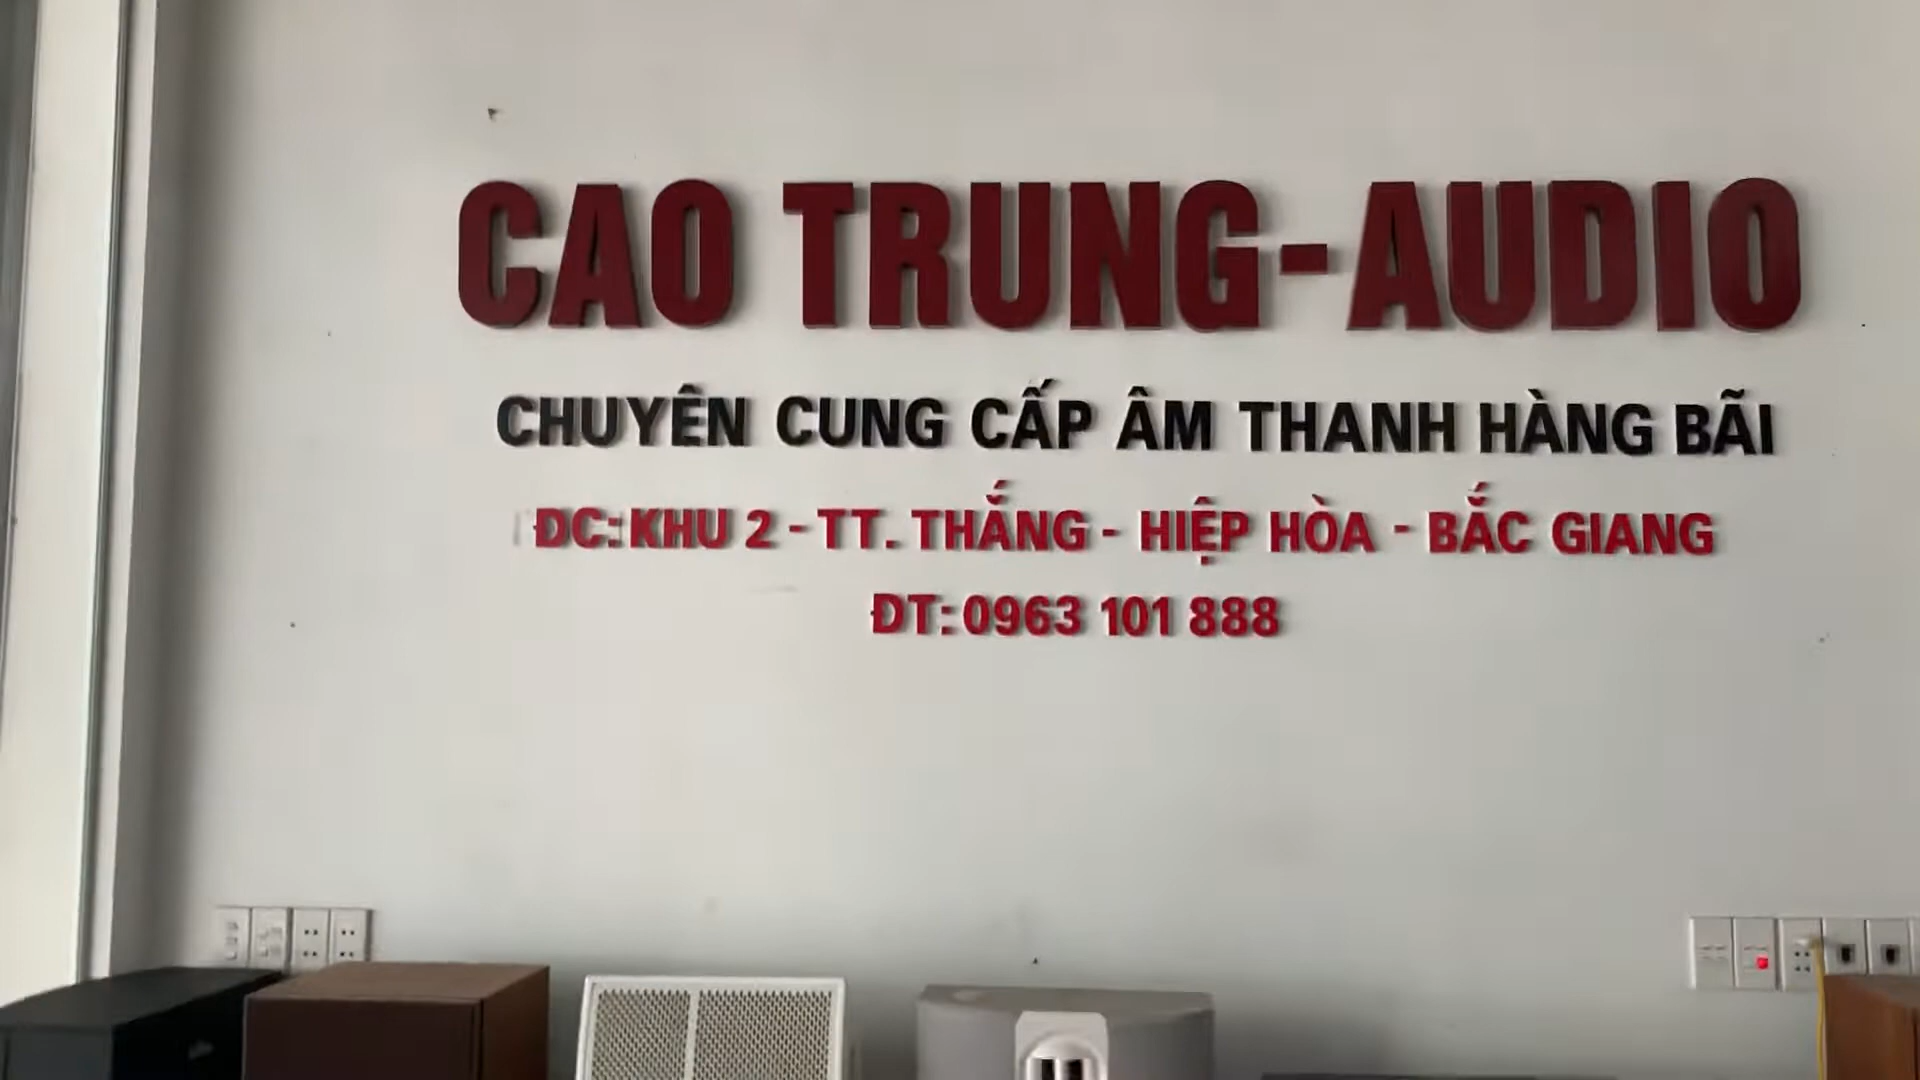 CAO TRUNG-AUDIO
CHUYÊN CUNG CẤP ÂM THANH HÀNG BÃI
ĐC: KHU 2 - TT. THẮNG - HIỆP HÒA - BẮC GIANG
ĐT: 0963 101 888